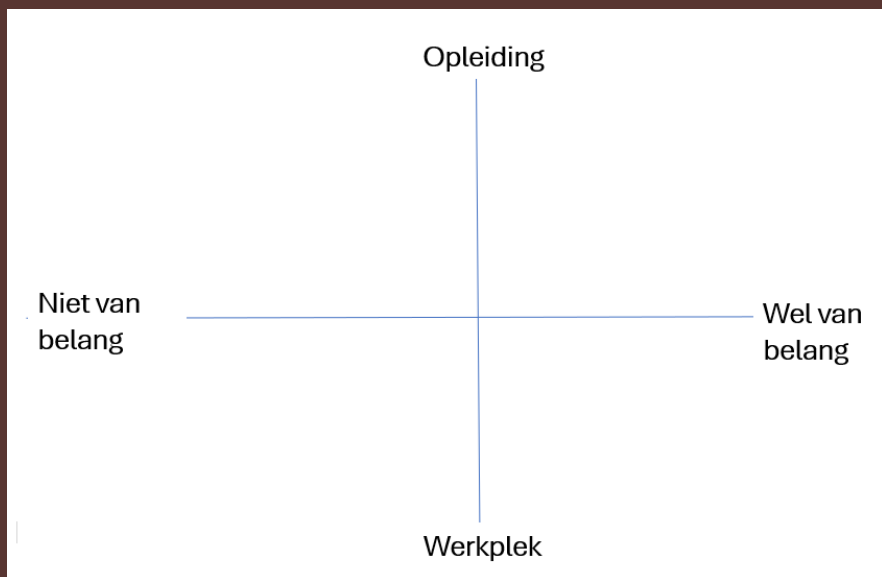 Opleiding
Niet van
belang
Wel van
belang
Werkplek